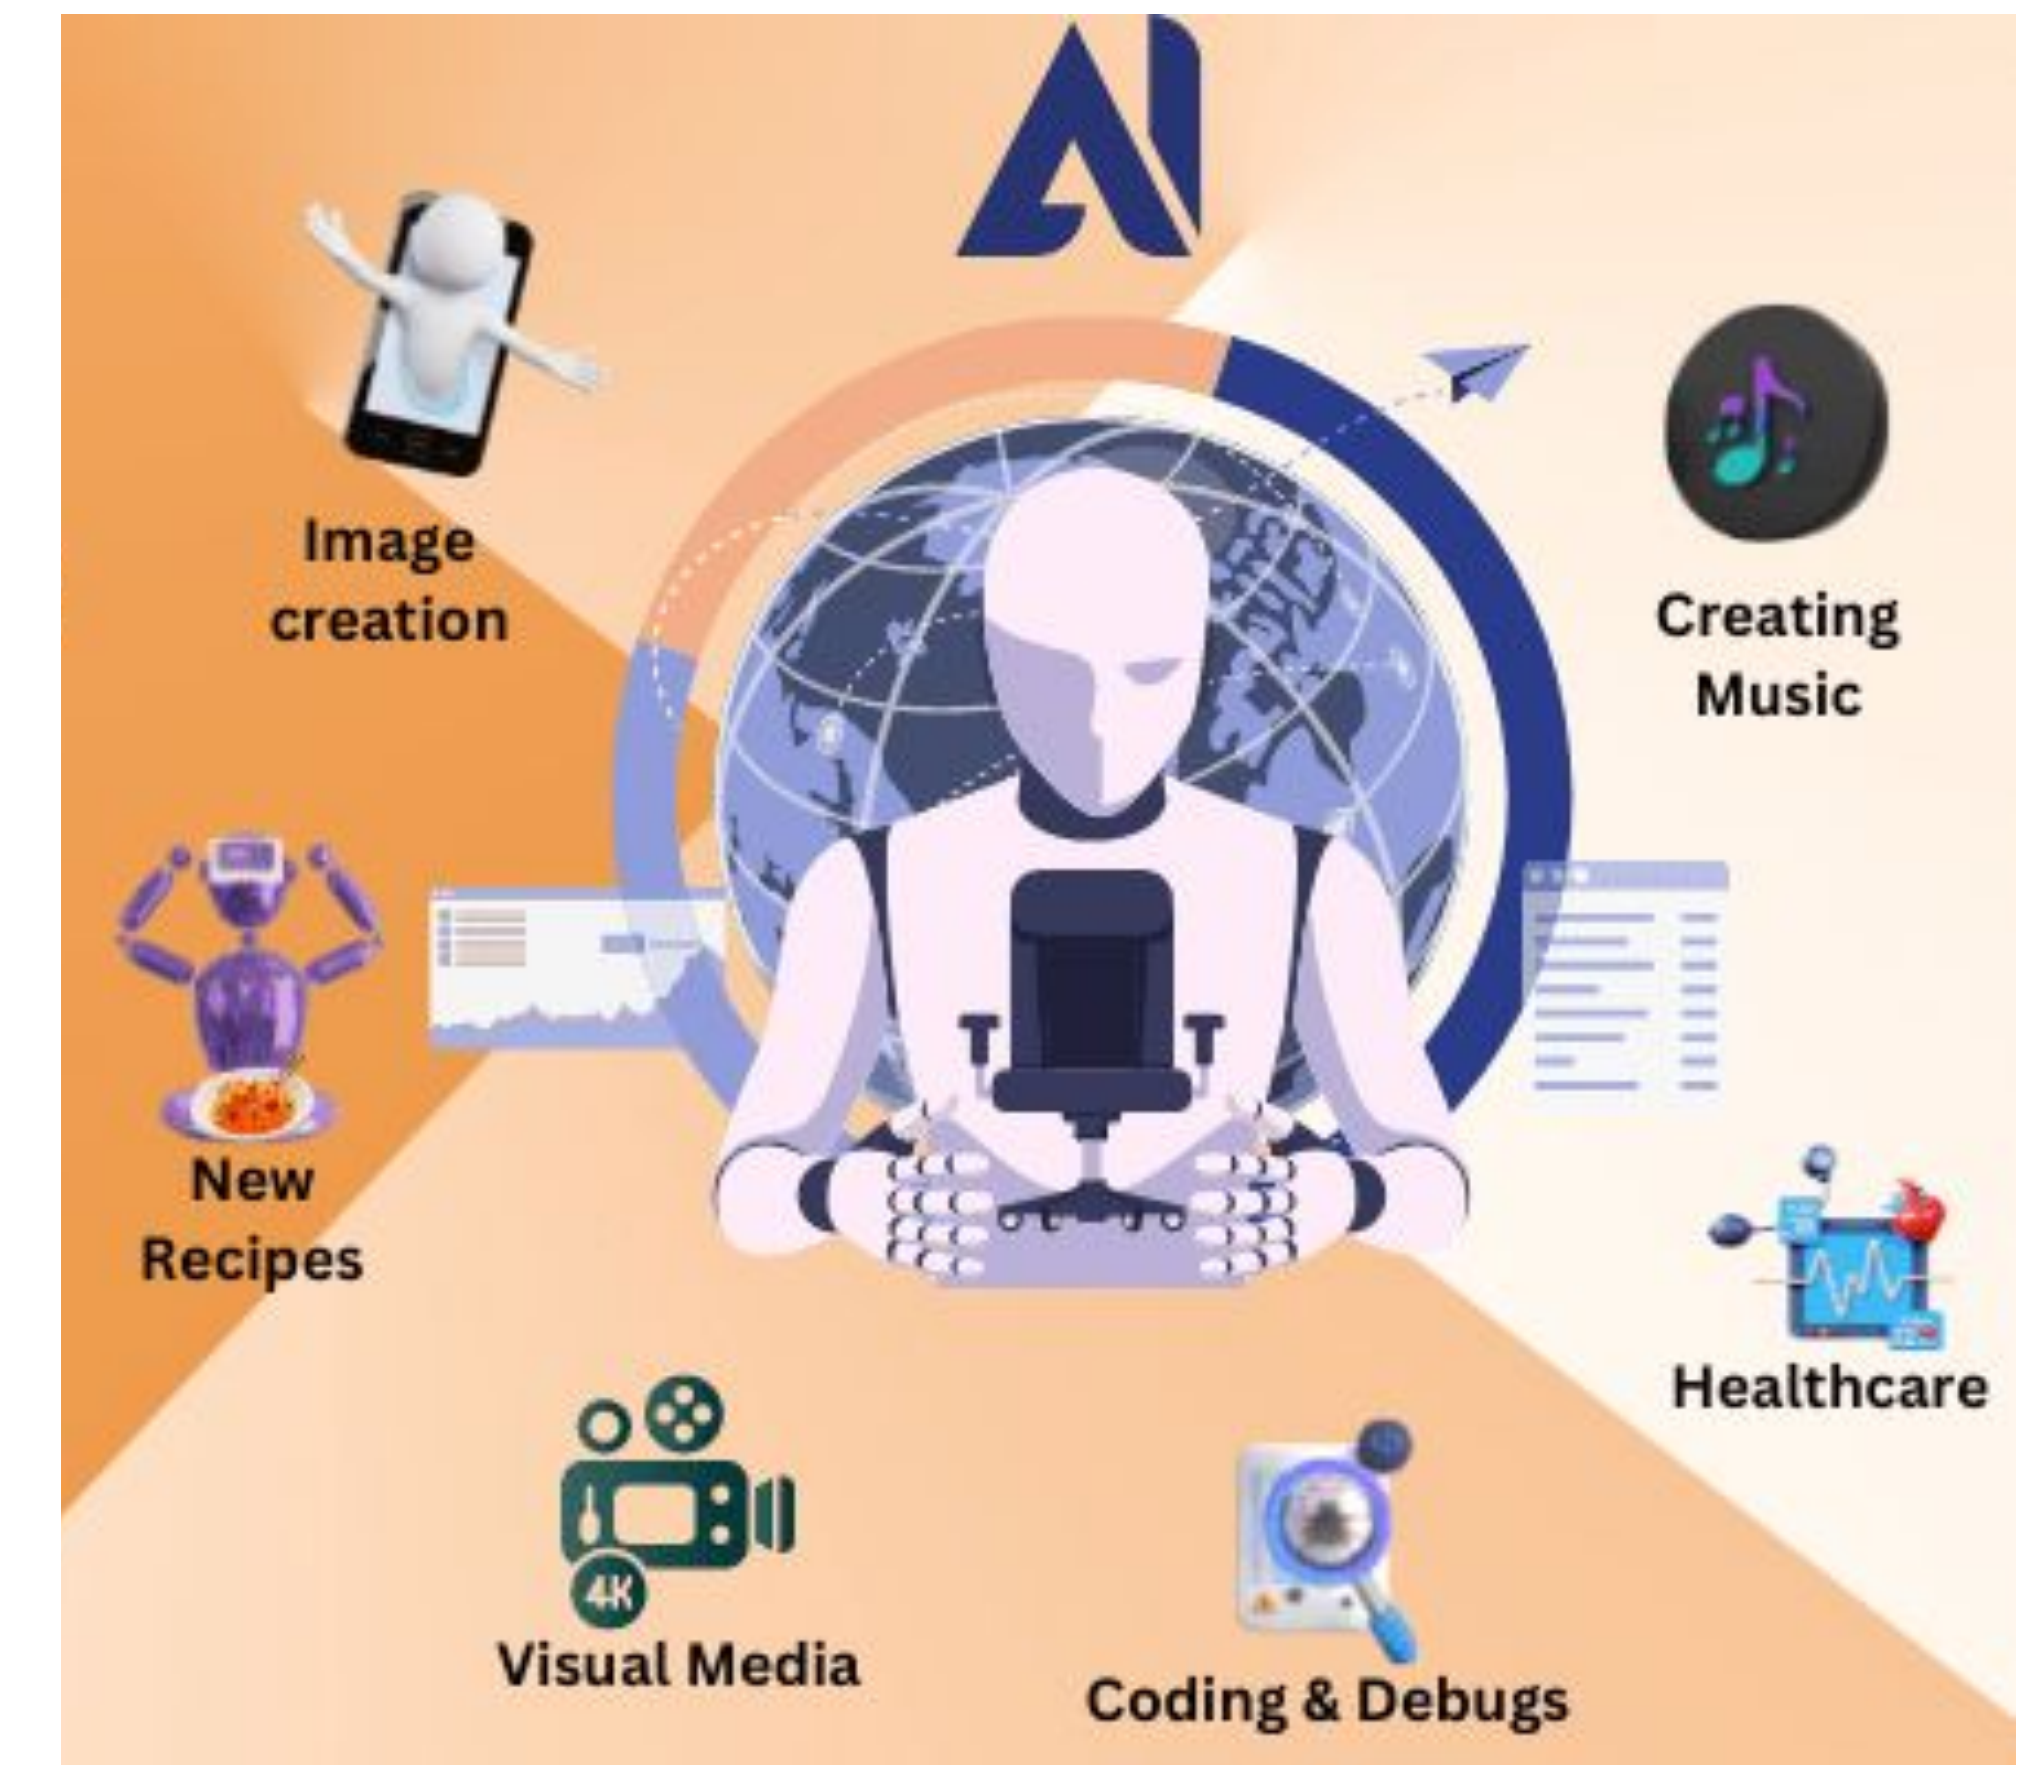 AI
Image
creation
Creating
Music
New
Recipes
Healthcare
4K
Visual Media
Coding & Debugs